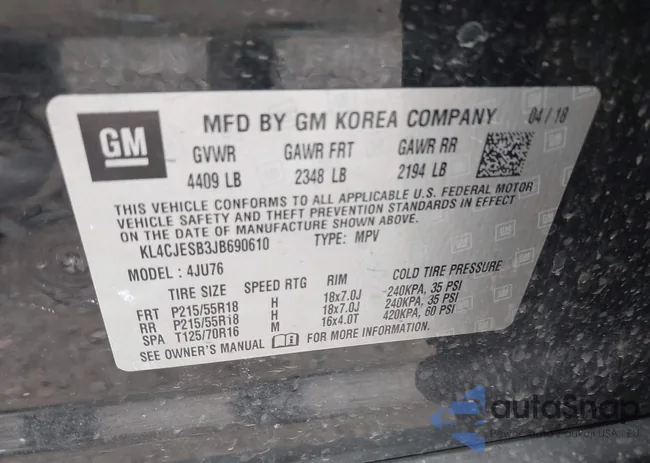 GM
MFD BY GM KOREA COMPANY 04/18
GVWR GAWR FRT GAWR RR
4409 LB 2348 LB 2194 LB
THIS VEHICLE CONFORMS TO ALL APPLICABLE U.S. FEDERAL MOTOR
VEHICLE SAFETY AND THEFT PREVENTION STANDARDS IN EFFECT
ON THE DATE OF MANUFACTURE SHOWN ABOVE.
KL4CJESB3JB690610 TYPE: MPV
MODEL: 4JU76
TIRE SIZE SPEED RTG RIM COLD TIRE PRESSURE
FRT P215/55R18 H 18x7.0J 240KPA, 35 PSI
RR P215/55R18 H 18x7.0J 240KPA, 35 PSI
SPA T125/70R16 M 16x4.0T 420KPA, 60 PSI
SEE OWNER'S MANUAL FOR MORE INFORMATION.
autaSnap